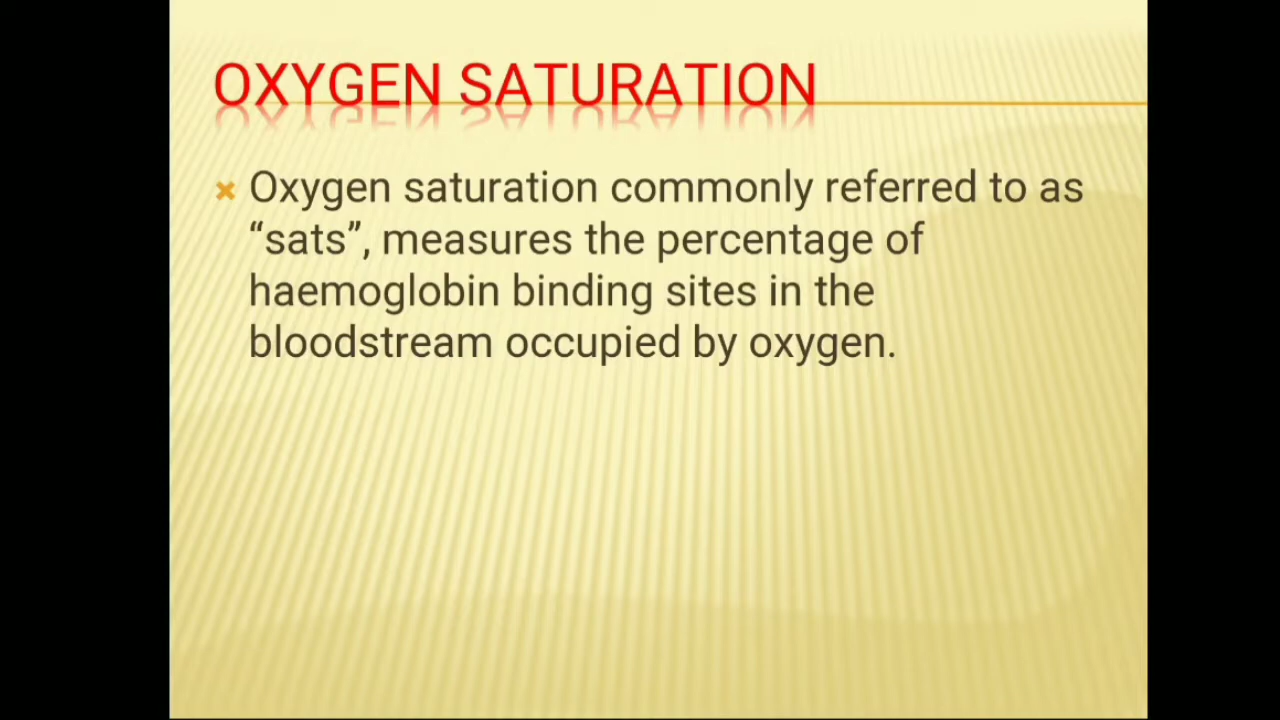 OXYGEN SATURATION
Oxygen saturation commonly referred to as
“sats”, measures the percentage of
haemoglobin binding sites in the
bloodstream occupied by oxygen.